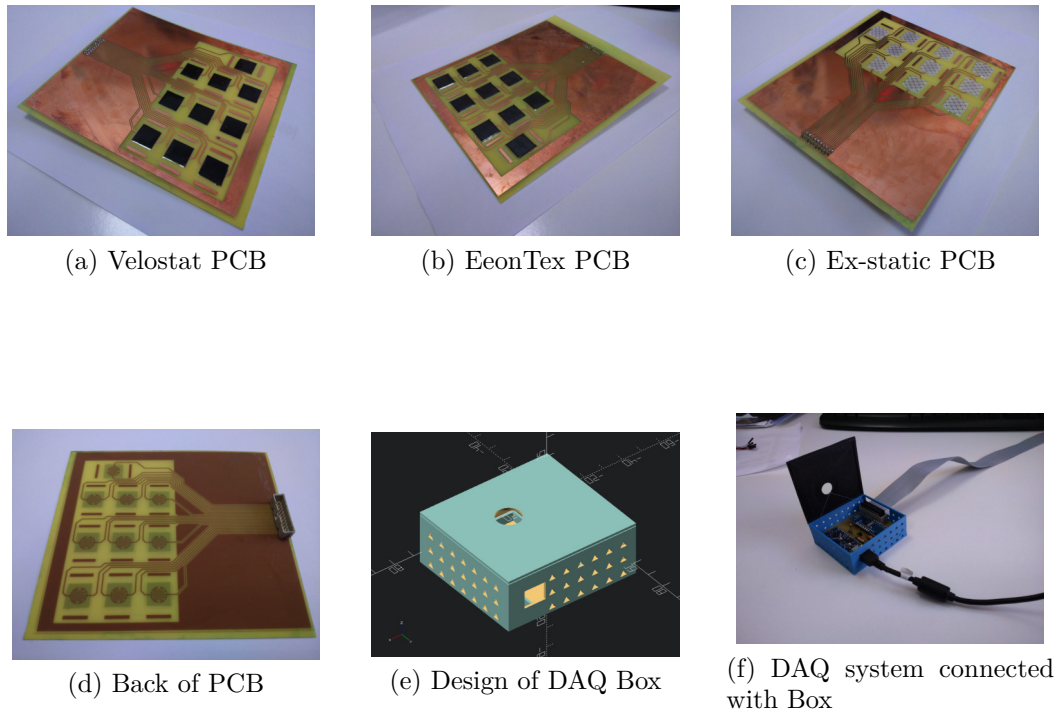 (a) Velostat PCB
(b) EeonTex PCB
(c) Ex-static PCB
(d) Back of PCB
(e) Design of DAQ Box
(f) DAQ system connected
with Box